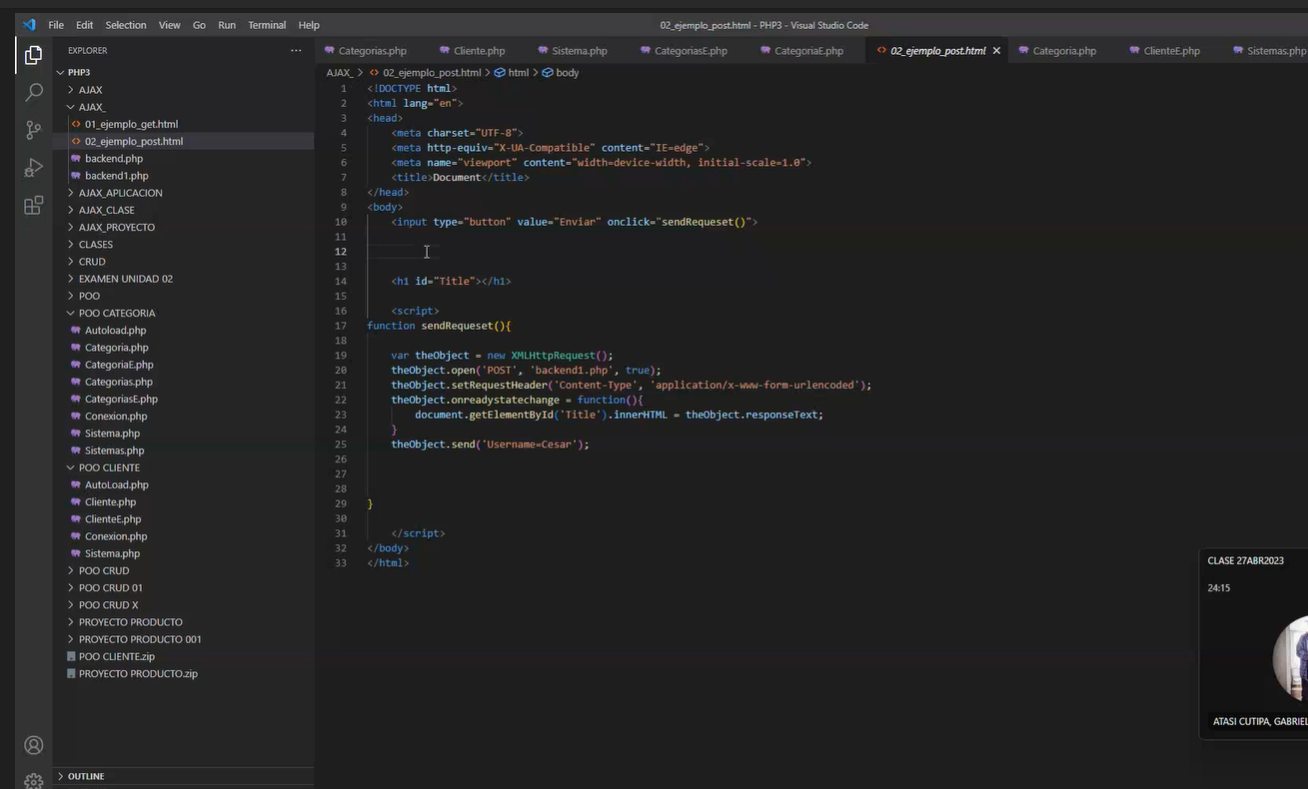 File Edit Selection View Go Run Terminal Help
02_ejemplo_post.html - PHP3 - Visual Studio Code
EXPLORER ···
PHP3
AJAX
AJAX_
01_ejemplo_get.html
02_ejemplo_post.html
backend.php
backend1.php
AJAX_APLICACION
AJAX_CLASE
AJAX_PROYECTO
CLASES
CRUD
EXAMEN UNIDAD 02
POO
POO CATEGORIA
Autoload.php
Categoria.php
CategoriaE.php
Categorias.php
CategoriasE.php
Conexion.php
Sistema.php
Sistemas.php
POO CLIENTE
AutoLoad.php
Cliente.php
ClienteE.php
Conexion.php
Sistema.php
POO CRUD
POO CRUD 01
POO CRUD X
PROYECTO PRODUCTO
PROYECTO PRODUCTO 001
POO CLIENTE.zip
PROYECTO PRODUCTO.zip
OUTLINE
Categorias.php Cliente.php Sistema.php CategoriasE.php CategoriaE.php 02_ejemplo_post.html Categoria.php ClienteE.php Sistemas.php
AJAX_ > 02_ejemplo_post.html > html > body
1 <!DOCTYPE html>
2 <html lang="en">
3 <head>
4 <meta charset="UTF-8">
5 <meta http-equiv="X-UA-Compatible" content="IE=edge">
6 <meta name="viewport" content="width=device-width, initial-scale=1.0">
7 <title>Document</title>
8 </head>
9 <body>
10 <input type="button" value="Enviar" onclick="sendRequeset()">
11
12
13
14 <h1 id="Title"></h1>
15
16 <script>
17 function sendRequeset(){
18
19 var theObject = new XMLHttpRequest();
20 theObject.open('POST', 'backend1.php', true);
21 theObject.setRequestHeader('Content-Type', 'application/x-www-form-urlencoded');
22 theObject.onreadystatechange = function(){
23 document.getElementById('Title').innerHTML = theObject.responseText;
24 }
25 theObject.send('Username=Cesar');
26
27
28
29 }
30
31 </script>
32 </body>
33 </html>
CLASE 27ABR2023
24:15
ATASI CUTIPA, GABRIEL